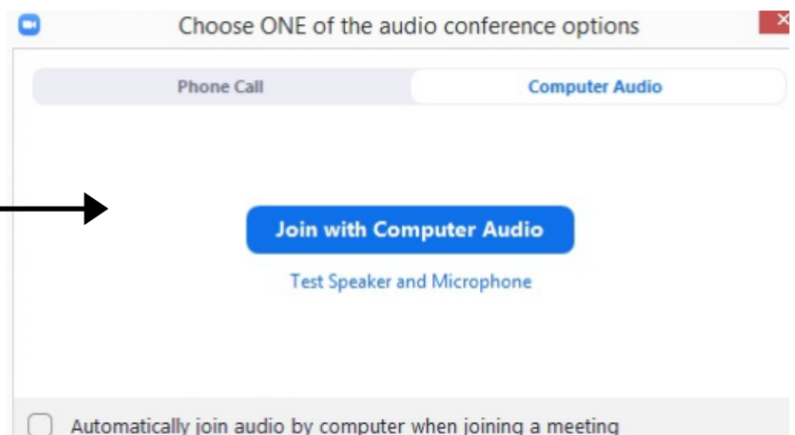 Choose ONE of the audio conference options
Phone Call
Computer Audio
Join with Computer Audio
Test Speaker and Microphone
Automatically join audio by computer when joining a meeting